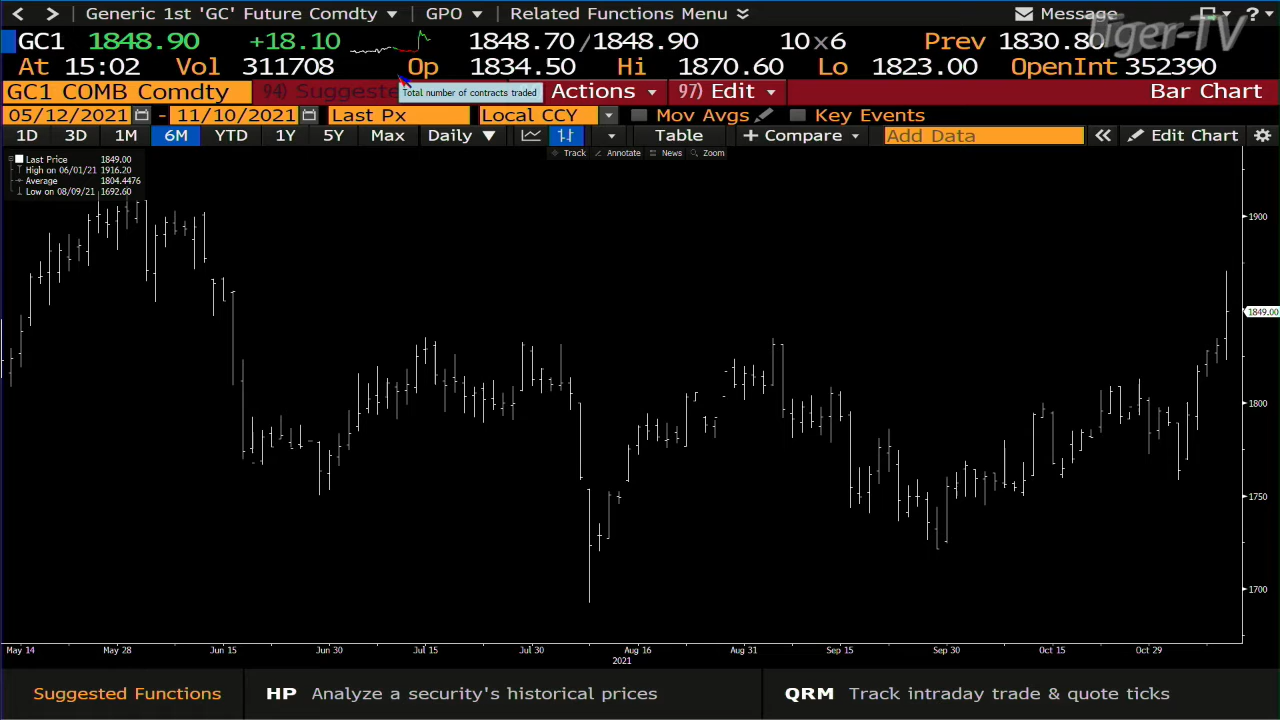 Generic 1st 'GC' Future Comdty GPO Related Functions Menu Message ?
Tiger-TV
GC1 1848.90 +18.10 1848.70/1848.90 10x6 Prev 1830.80
At 15:02 Vol 311708 Op 1834.50 Hi 1870.60 Lo 1823.00 OpenInt 352390
GC1 COMB Comdty 94) Suggeste Actions 97) Edit Bar Chart
Total number of contracts traded
05/12/2021 - 11/10/2021 Last Px Local CCY Mov Avgs Key Events
1D 3D 1M 6M YTD 1Y 5Y Max Daily Table + Compare Add Data Edit Chart
Track Annotate News Zoom
Last Price 1849.00
High on 06/01/21 1916.20
Average 1804.4476
Low on 08/09/21 1692.60
1900
1849.00
1800
1750
1700
May 14 May 28 Jun 15 Jun 30 Jul 15 Jul 30 Aug 16 Aug 31 Sep 15 Sep 30 Oct 15 Oct 29
2021
Suggested Functions HP Analyze a security's historical prices QRM Track intraday trade & quote ticks